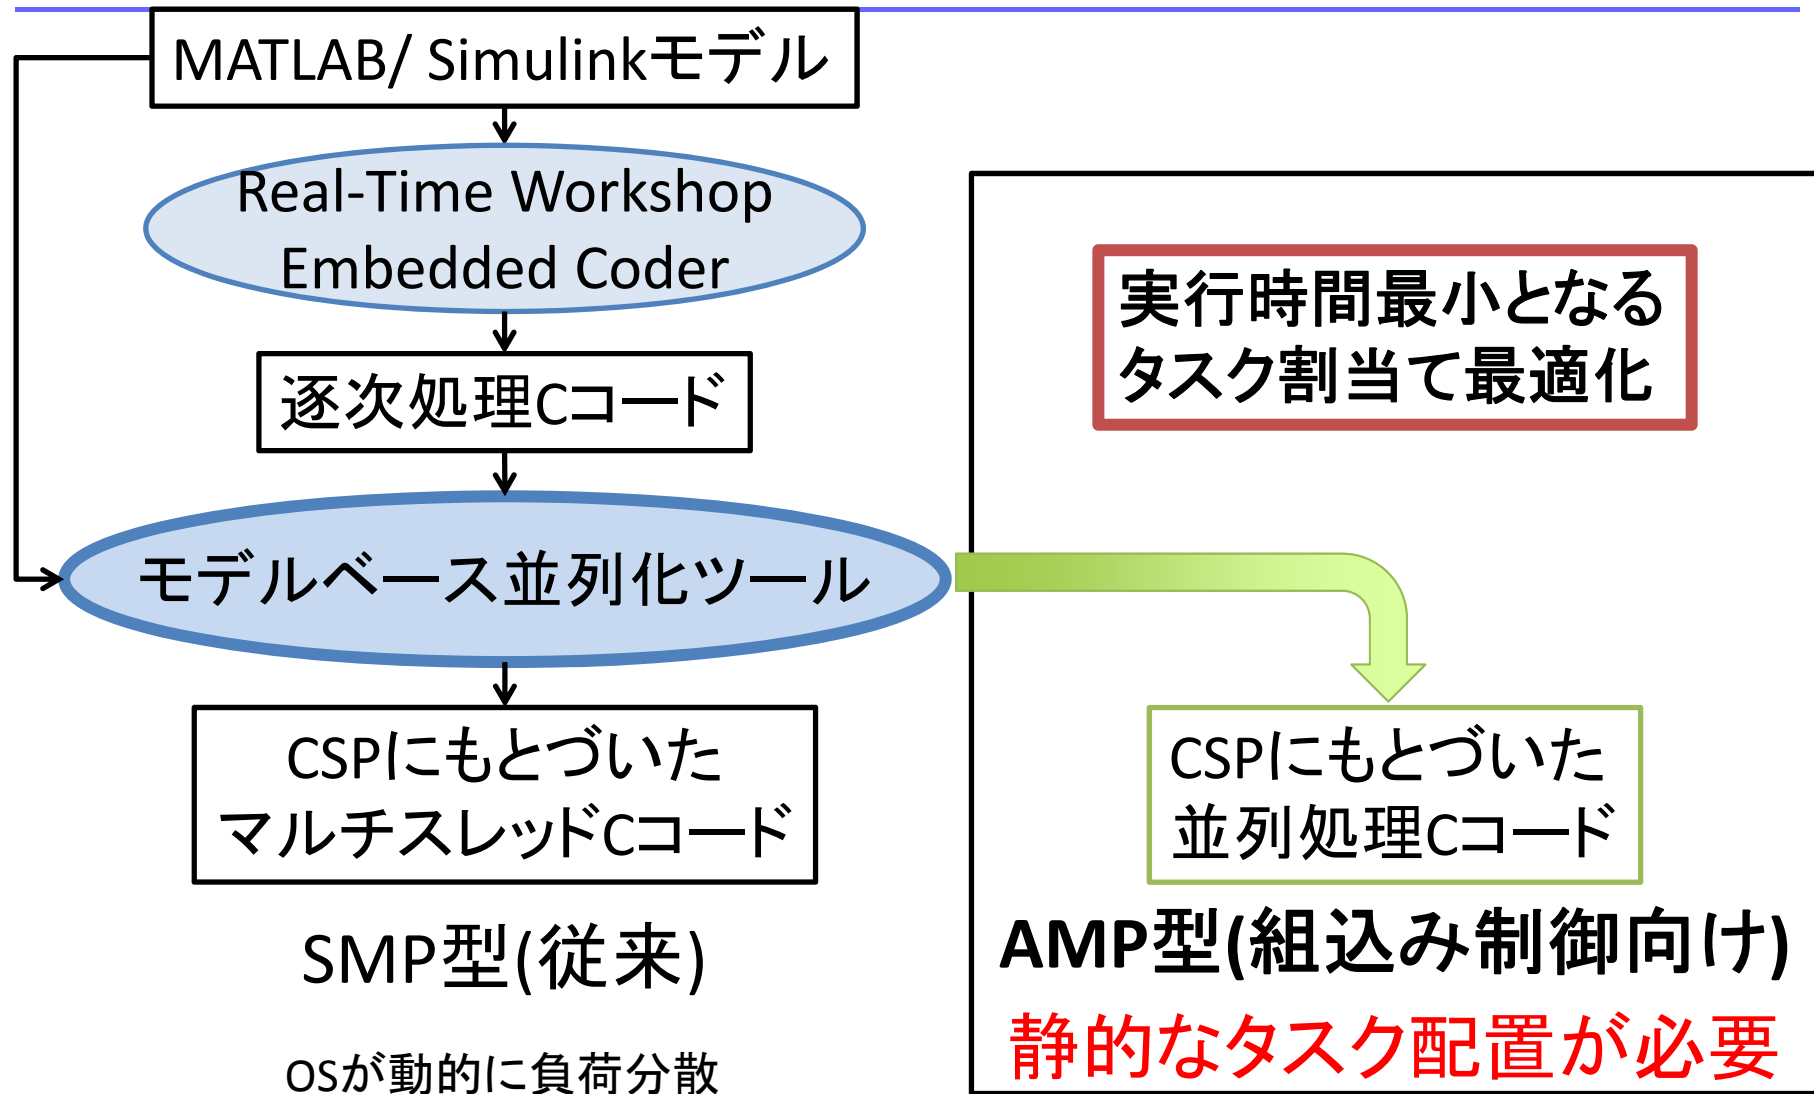 MATLAB/ Simulinkモデル
Real-Time Workshop
Embedded Coder
逐次処理Cコード
モデルベース並列化ツール
CSPにもとづいた
マルチスレッドCコード
SMP型(従来)
OSが動的に負荷分散
実行時間最小となる
タスク割当て最適化
CSPにもとづいた
並列処理Cコード
AMP型(組込み制御向け)
静的なタスク配置が必要